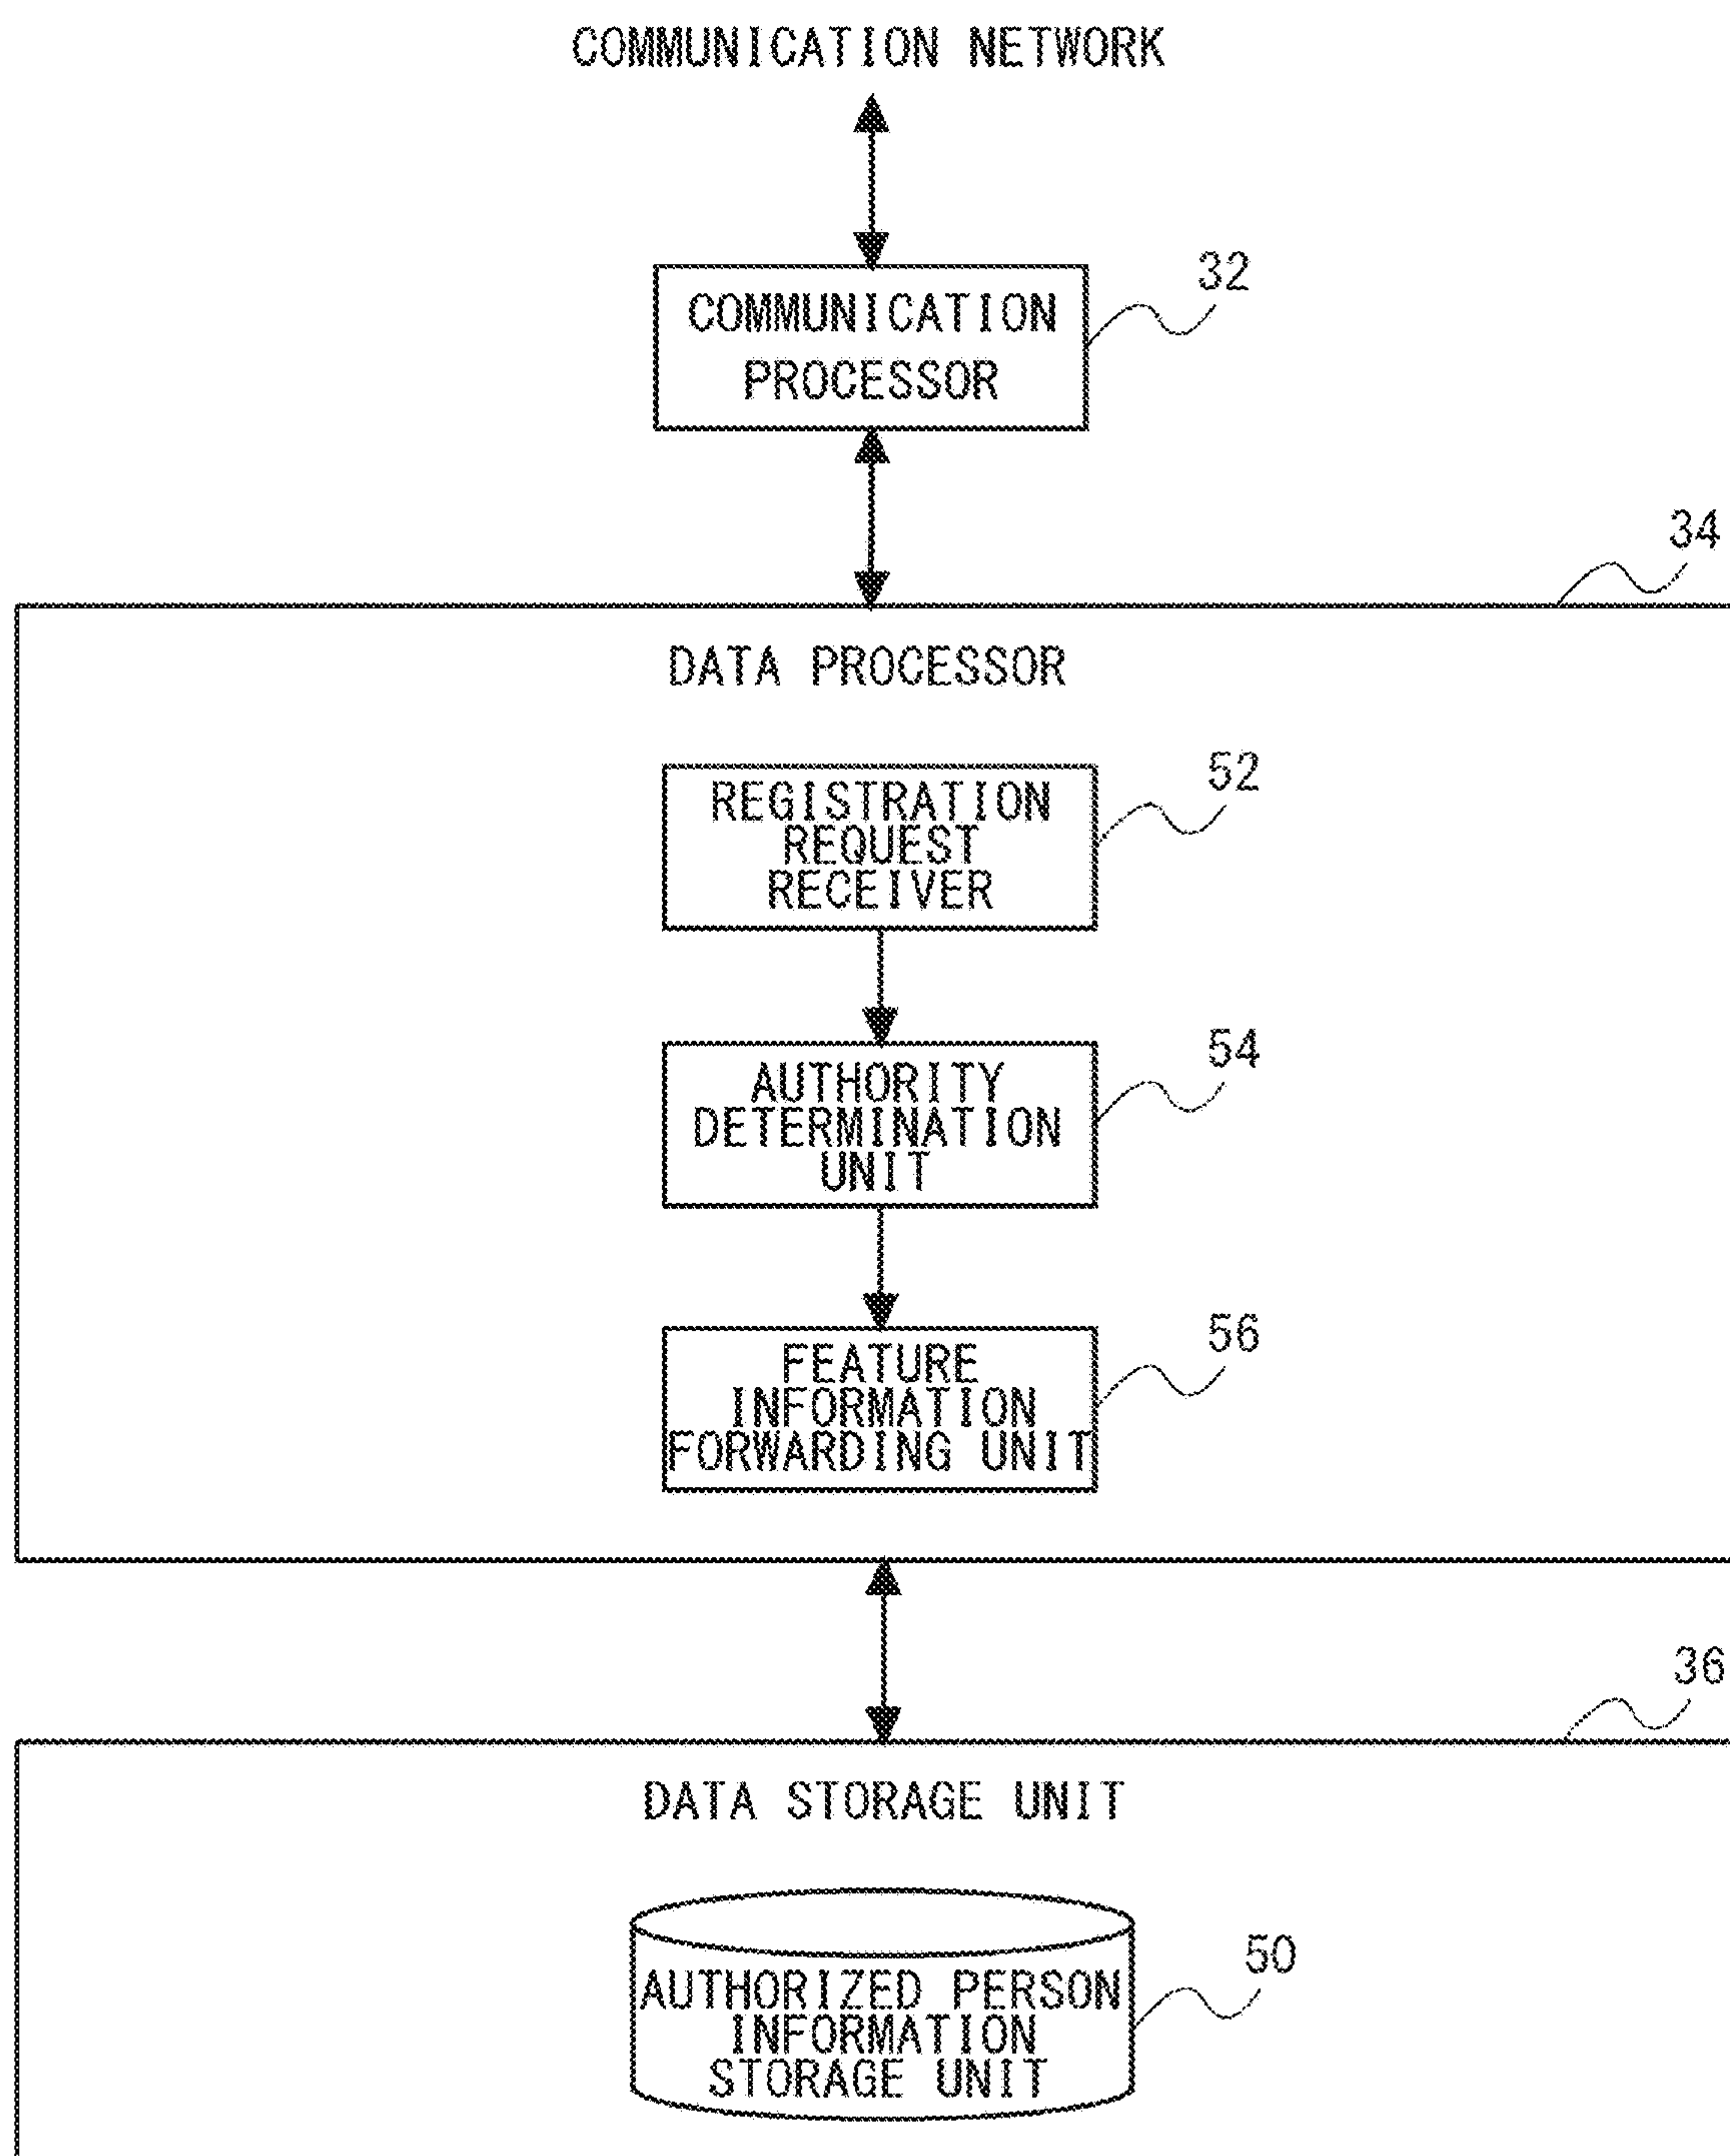 COMMUNICATION NETWORK
32
COMMUNICATION
PROCESSOR
34
DATA PROCESSOR
52
REGISTRATION
REQUEST
RECEIVER
54
AUTHORITY
DETERMINATION
UNIT
56
FEATURE
INFORMATION
FORWARDING UNIT
36
DATA STORAGE UNIT
50
AUTHORIZED PERSON
INFORMATION
STORAGE UNIT